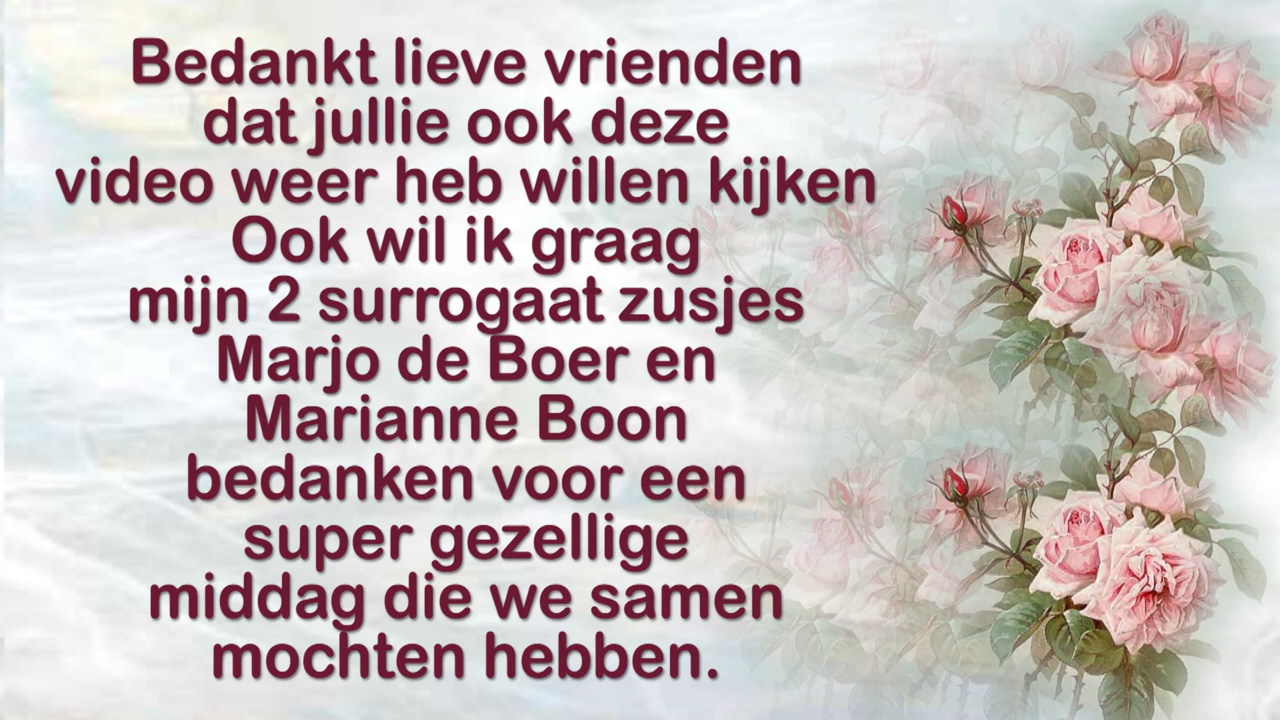 Bedankt lieve vrienden
dat jullie ook deze
video weer heb willen kijken
Ook wil ik graag
mijn 2 surrogaat zusjes
Marjo de Boer en
Marianne Boon
bedanken voor een
super gezellige
middag die we samen
mochten hebben.